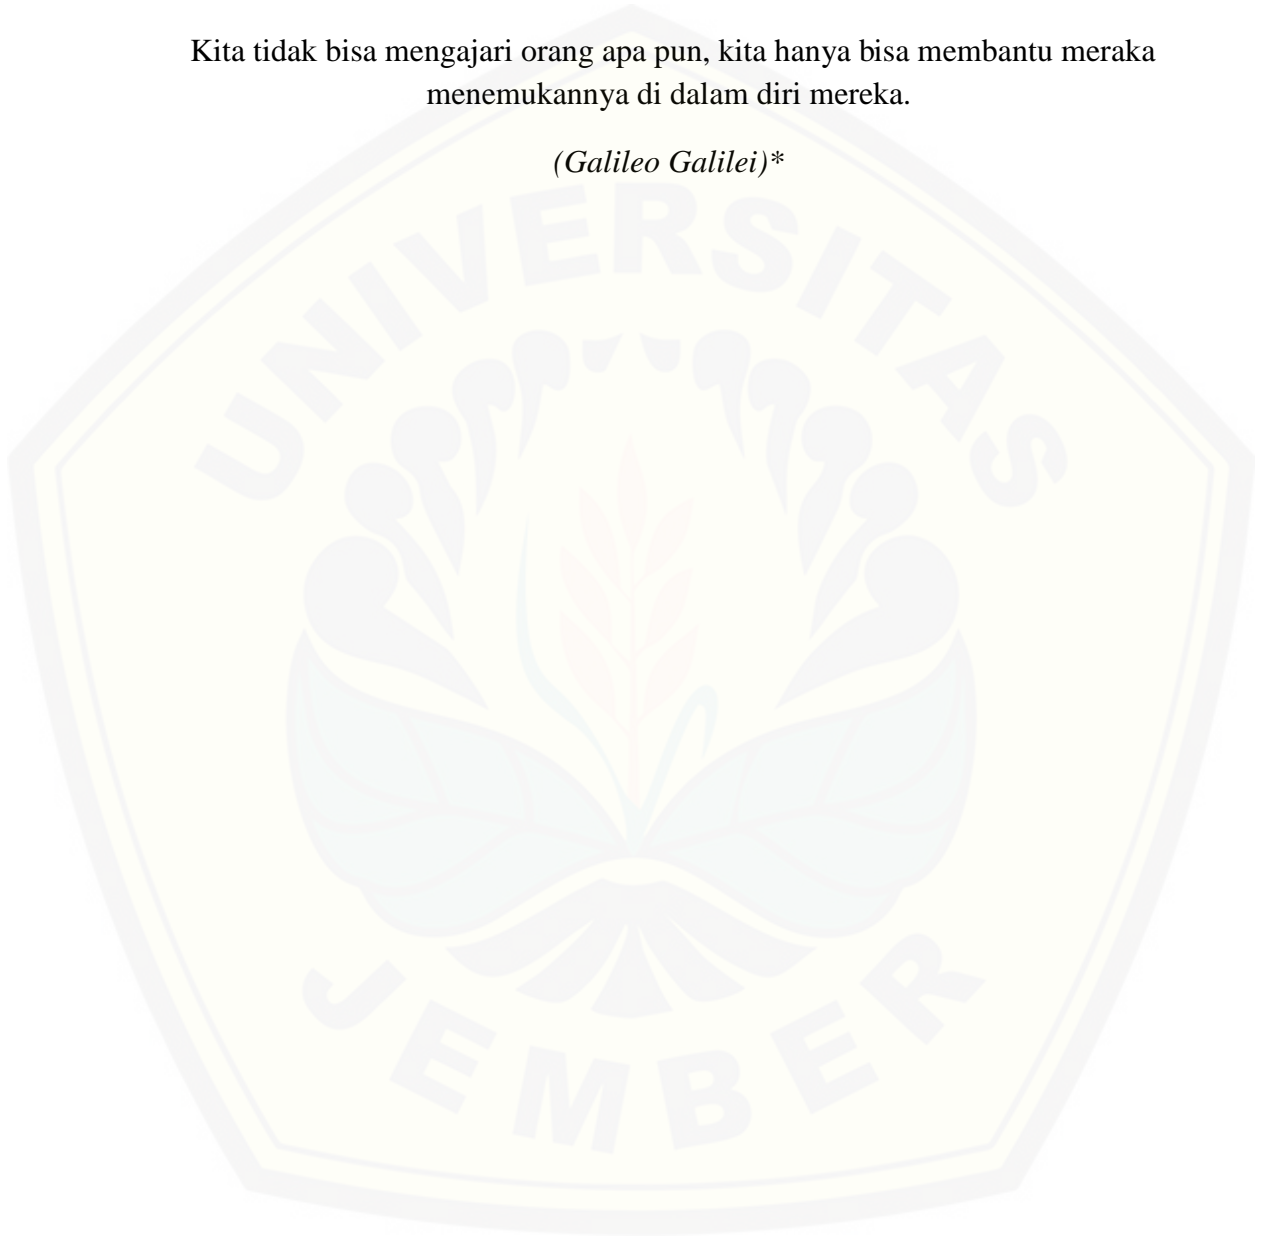 Kita tidak bisa mengajari orang apa pun, kita hanya bisa membantu meraka
menemukannya di dalam diri mereka.
(Galileo Galilei)*
UNIVERSITAS
JEMBER